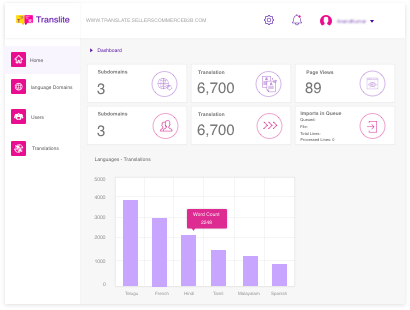 Translite
WWW.TRANSLATE.SELLERSCOMMERCEB2B.COM
Dashboard
Home
language Domains
Users
Translations
Subdomains
3
Translation
6,700
Page Views
89
Subdomains
3
Translation
6,700
Imports in Queue
Queued:
File:
Total Lines:
Processed Lines: 0
Languages - Translations
5000
4000
3000
2000
1000
0
Word Count
2248
Telugu
French
Hindi
Tamil
Malayalam
Spanish